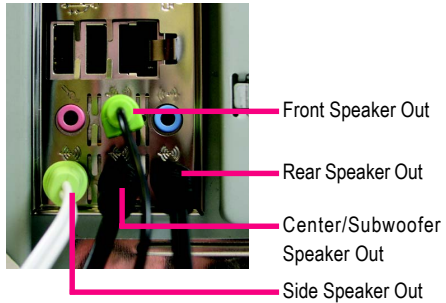 Front Speaker Out
Rear Speaker Out
Center/Subwoofer
Speaker Out
Side Speaker Out